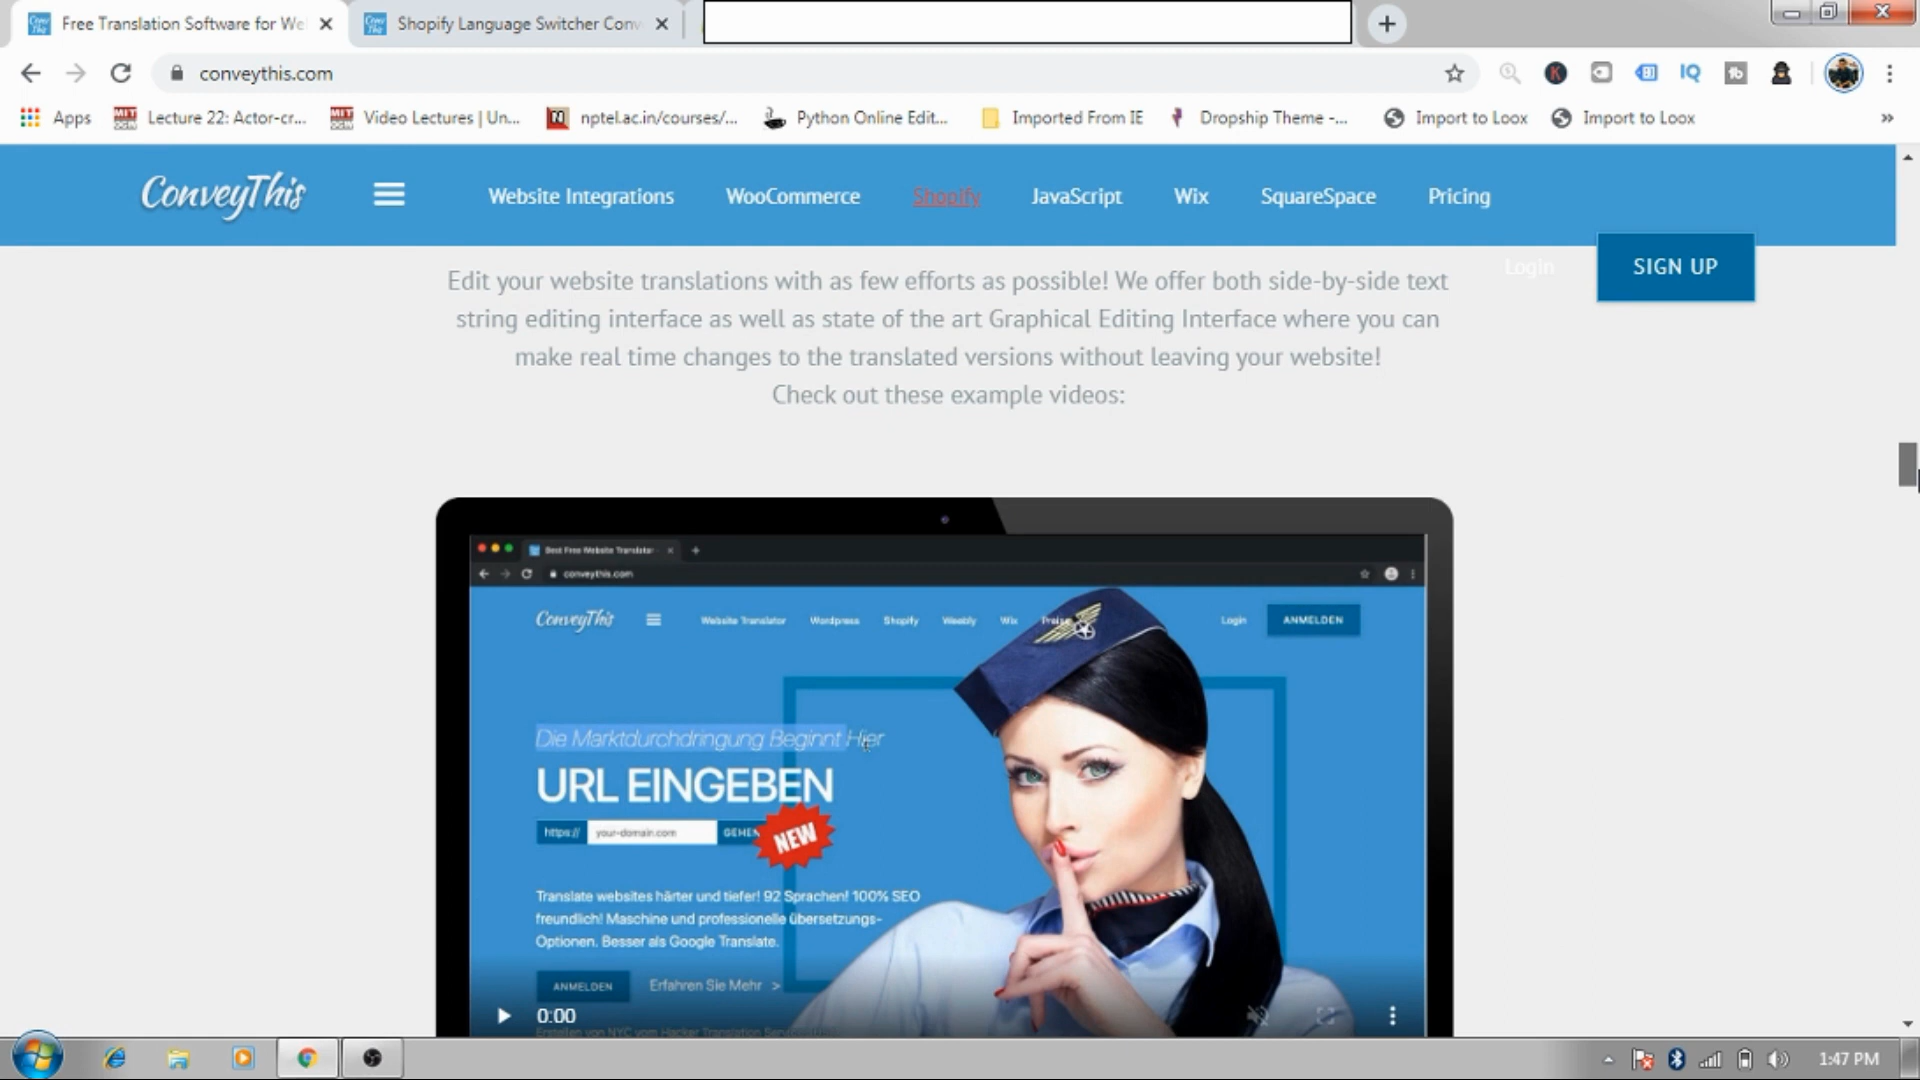 Free Translation Software for We
Shopify Language Switcher Conv
conveythis.com
Apps
Lecture 22: Actor-cr...
Video Lectures | Un...
nptel.ac.in/courses/...
Python Online Edit...
Imported From IE
Dropship Theme -...
Import to Loox
Import to Loox
ConveyThis
Website Integrations
WooCommerce
Shopify
JavaScript
Wix
SquareSpace
Pricing
Login
SIGN UP
Edit your website translations with as few efforts as possible! We offer both side-by-side text
string editing interface as well as state of the art Graphical Editing Interface where you can
make real time changes to the translated versions without leaving your website!
Check out these example videos:
Best Free Website Translator
conveythis.com
ConveyThis
Website Translator
Wordpress
Shopify
Weebly
Wix
Preise
Login
ANMELDEN
Die Marktdurchdringung Beginnt Hier
URL EINGEBEN
https://
your-domain.com
GEHEN
NEW
Translate websites härter und tiefer! 92 Sprachen! 100% SEO
freundlich! Maschine und professionelle übersetzungs-
Optionen. Besser als Google Translate.
ANMELDEN
Erfahren Sie Mehr >
0:00
Erstellen von NYC vom Hacker Translation
1:47 PM